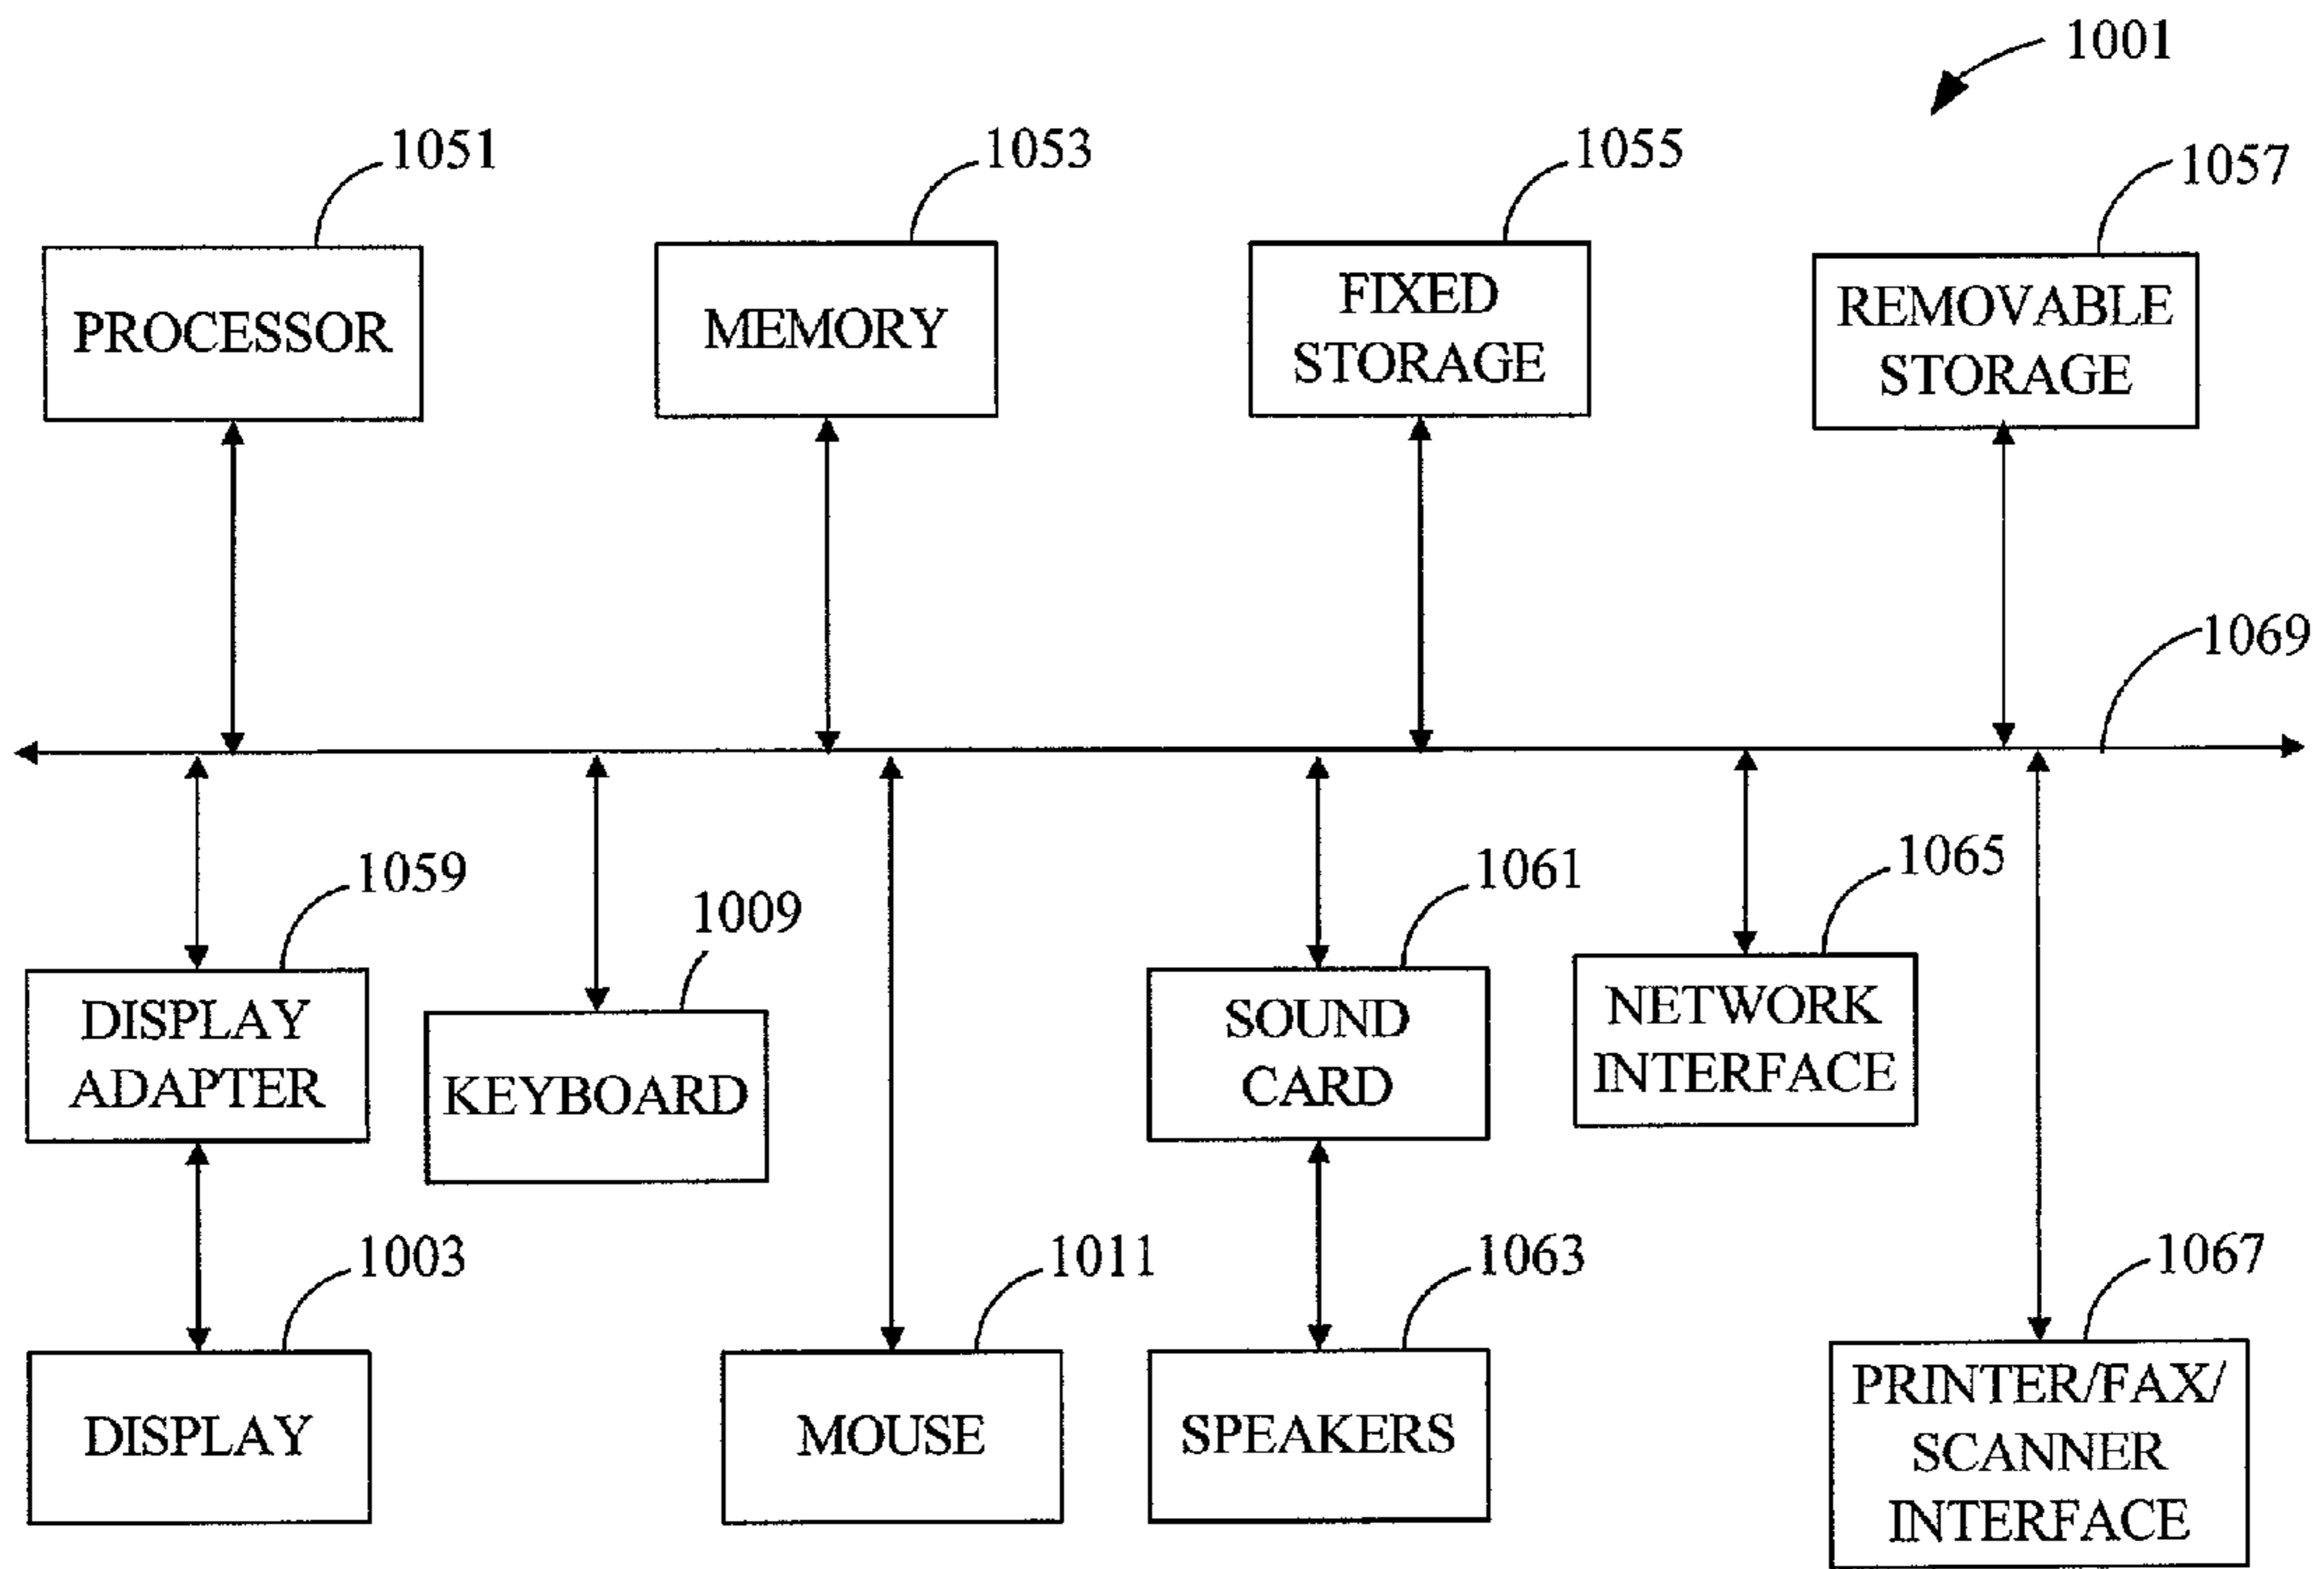 1001
1051
1053
1055
1057
PROCESSOR
MEMORY
FIXED
STORAGE
REMOVABLE
STORAGE
1069
1059
1009
1061
1065
DISPLAY
ADAPTER
KEYBOARD
SOUND
CARD
NETWORK
INTERFACE
1003
1011
1063
1067
DISPLAY
MOUSE
SPEAKERS
PRINTER/FAX/
SCANNER
INTERFACE